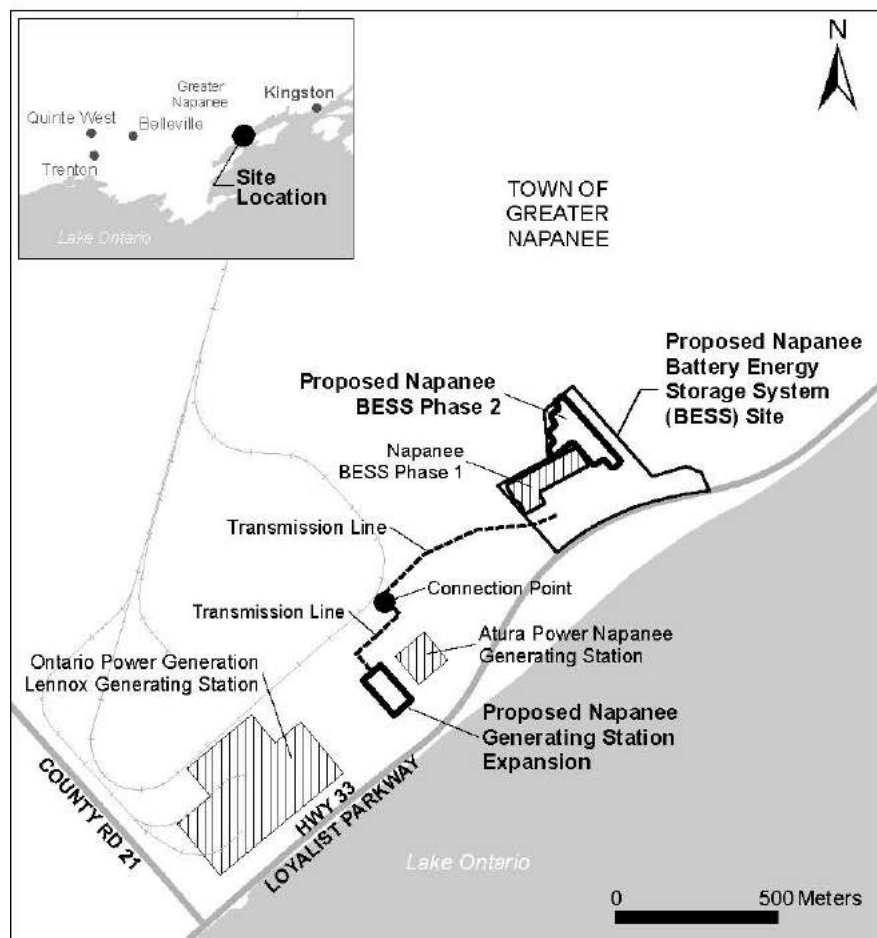 Greater
Napanee
Kingston
Quinte West
Belleville
Trenton
Site
Location
Lake Ontario
N
TOWN OF
GREATER
NAPANEE
Proposed Napanee
Battery Energy
Storage System
(BESS) Site
Proposed Napanee
BESS Phase 2
Napanee
BESS Phase 1
Transmission Line
Connection Point
Transmission Line
Atura Power Napanee
Generating Station
Ontario Power Generation
Lennox Generating Station
Proposed Napanee
Generating Station
Expansion
COUNTY RD 21
HWY 33
LOYALIST PARKWAY
Lake Ontario
0 500 Meters